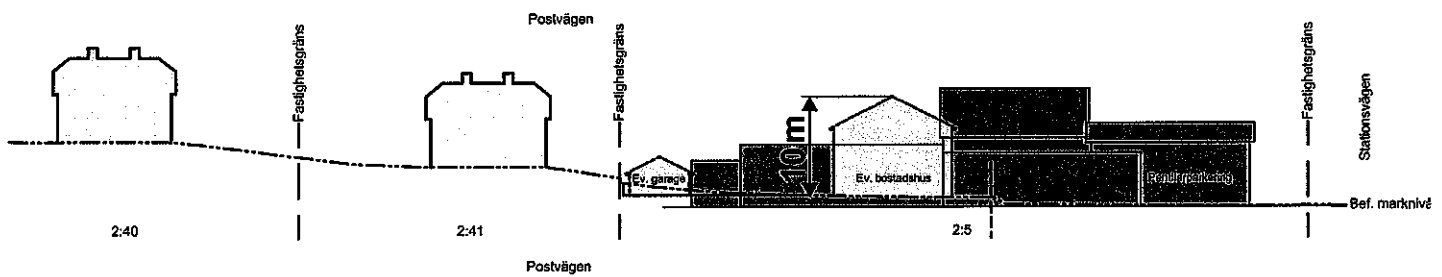 Postvägen
Fastighetsgräns
Fastighetsgräns
Fastighetsgräns
Stationsvägen
10 m
Ev. garage
Ev. bostadshus
Pendlarparkering
Bef. marknivå
2:40
2:41
2:5
Postvägen